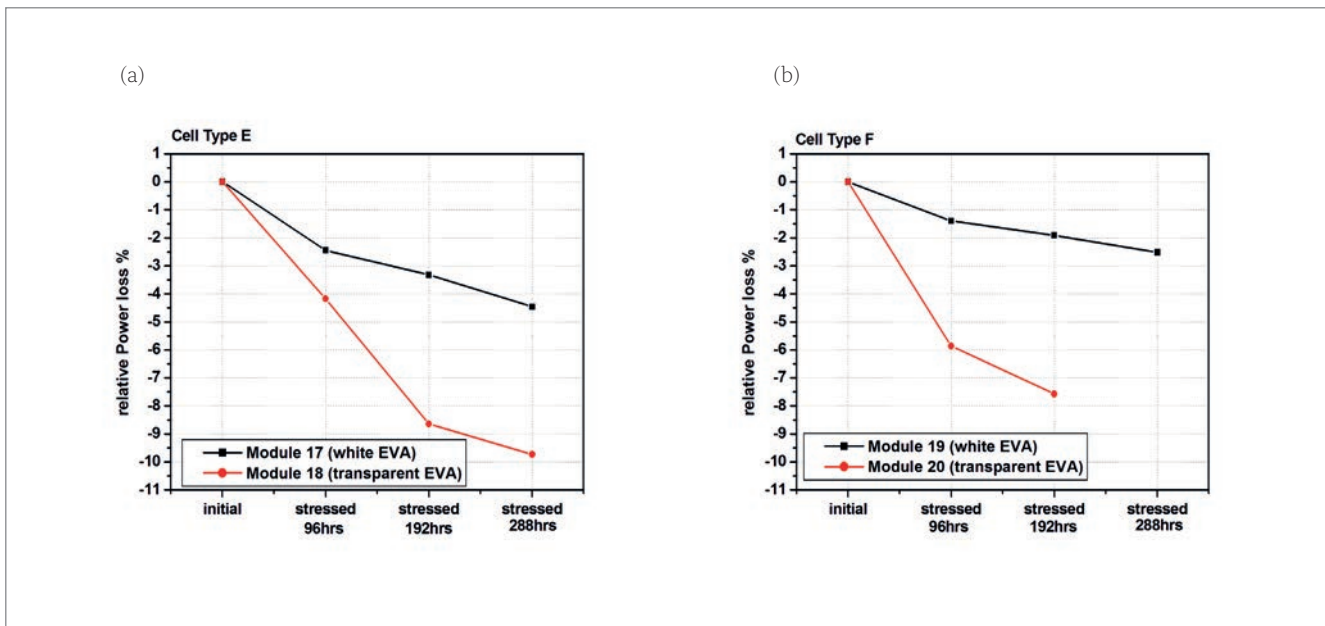 (a)
(b)
Cell Type E
1
0
-1
-2
-3
-4
-5
-6
-7
-8
-9
-10
-11
relative Power loss %
Module 17 (white EVA)
Module 18 (transparent EVA)
initial
stressed
96hrs
stressed
192hrs
stressed
288hrs
Cell Type F
1
0
-1
-2
-3
-4
-5
-6
-7
-8
-9
-10
-11
relative Power loss %
Module 19 (white EVA)
Module 20 (transparent EVA)
initial
stressed
96hrs
stressed
192hrs
stressed
288hrs